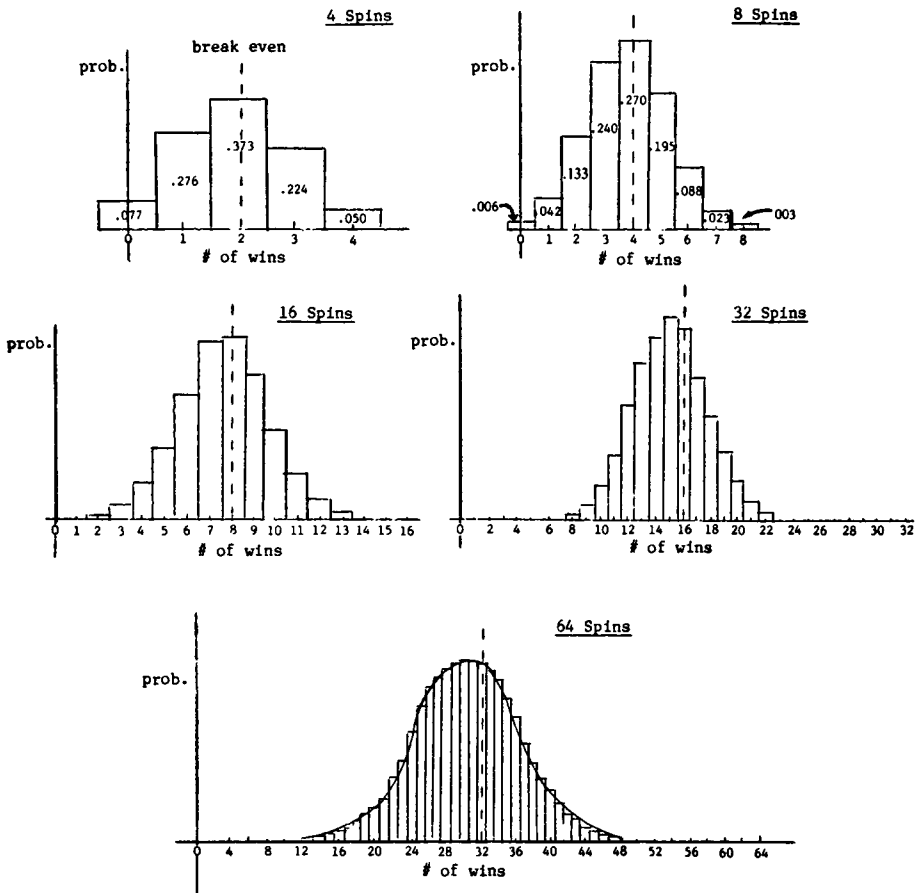 4 Spins
break even
prob.
.077
.276
.373
.224
.050
0 1 2 3 4
# of wins
8 Spins
prob.
.006
.042
.133
.240
.270
.195
.088
.023
003
0 1 2 3 4 5 6 7 8
# of wins
16 Spins
prob.
0 1 2 3 4 5 6 7 8 9 10 11 12 13 14 15 16
# of wins
32 Spins
prob.
0 2 4 6 8 10 12 14 16 18 20 22 24 26 28 30 32
# of wins
64 Spins
prob.
0 4 8 12 16 20 24 28 32 36 40 44 48 52 56 60 64
# of wins